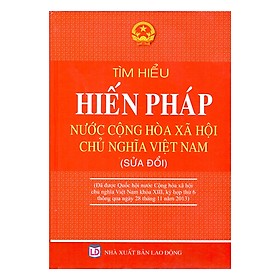 TÌM HIỂU
HIẾN PHÁP
NƯỚC CỘNG HÒA XÃ HỘI
CHỦ NGHĨA VIỆT NAM
(SỬA ĐỔI)
(Đã được Quốc hội nước Cộng hòa xã hội
chủ nghĩa Việt Nam khóa XIII, kỳ họp thứ 6
thông qua ngày 28 tháng 11 năm 2013)
NHÀ XUẤT BẢN LAO ĐỘNG